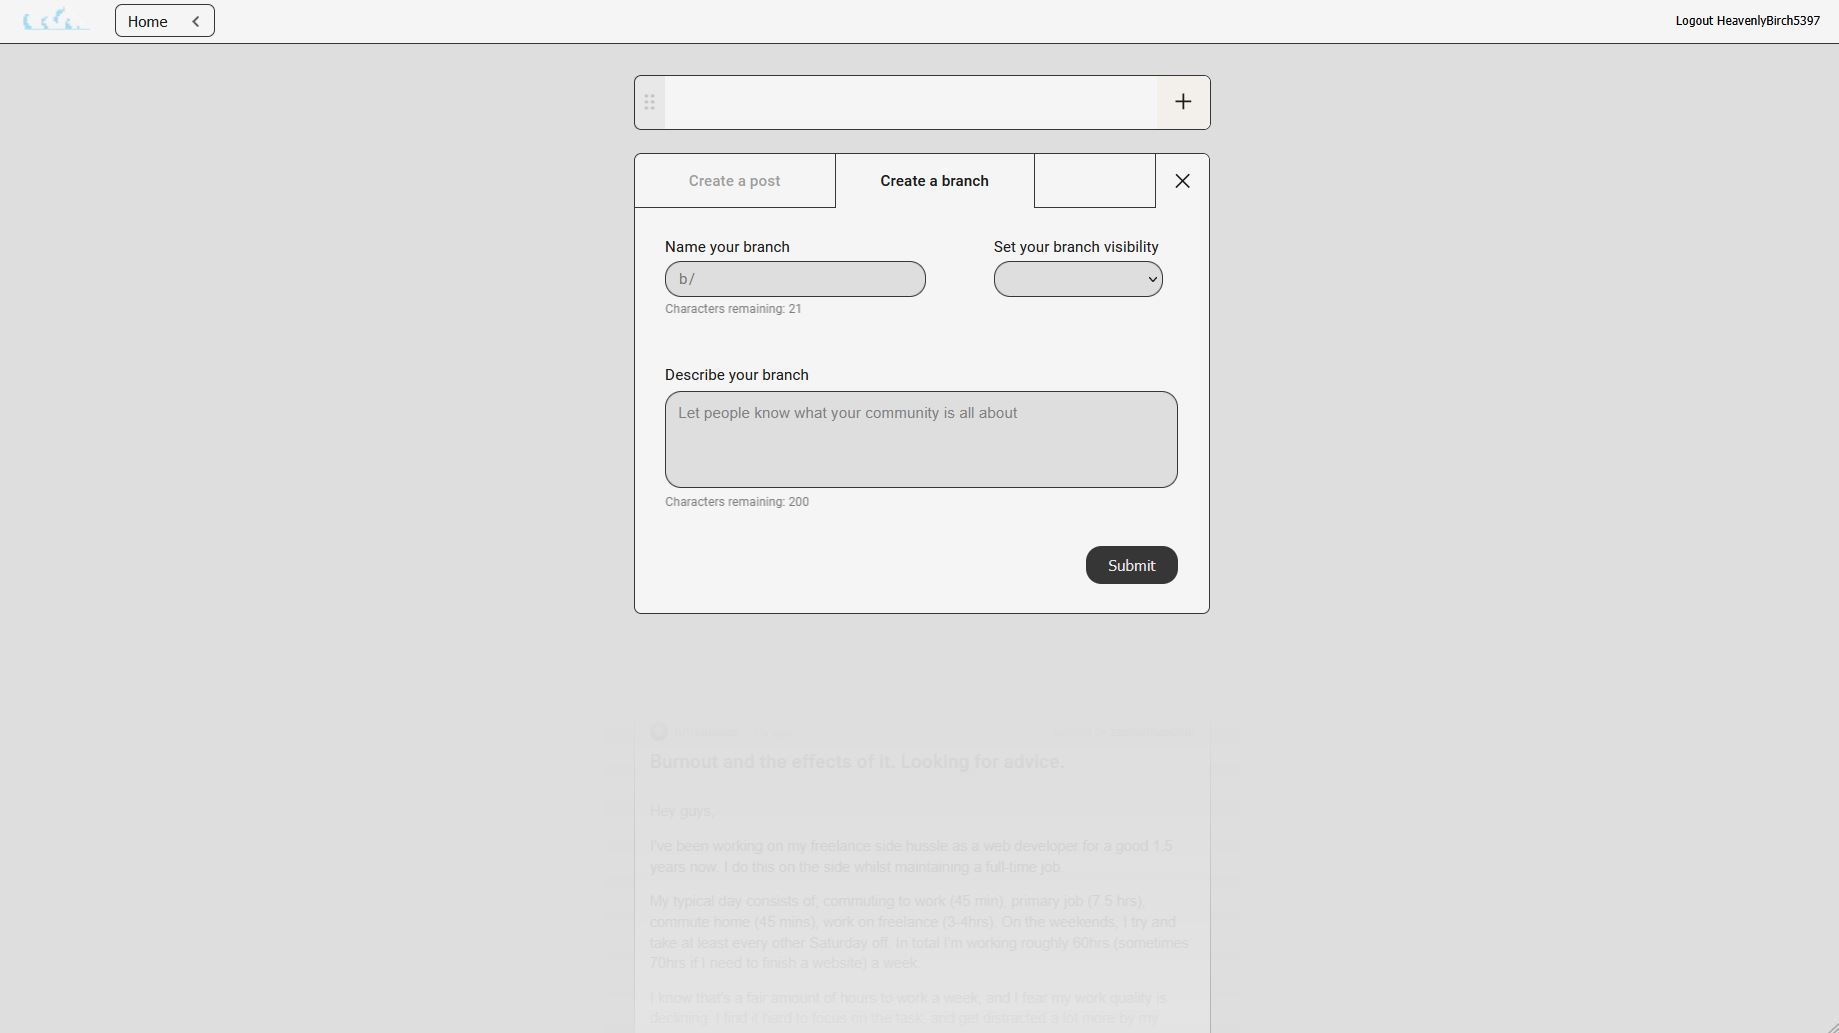 Home
Logout HeavenlyBirch5397
Create a post
Create a branch
Name your branch
Set your branch visibility
b/
Characters remaining: 21
Describe your branch
Let people know what your community is all about
Characters remaining: 200
Submit
Burnout and the effects of it. Looking for advice.
Hey guys,
I've been working on my freelance side hussle as a web developer for a good 1.5
years now. I do this on the side whilst maintaining a full-time job.
My typical day consists of; commuting to work (45 min), primary job (7.5 hrs),
commute home (45 mins), work on freelance (3-4hrs). On the weekends, I try and
take at least every other Saturday off. In total I'm working roughly 60hrs (sometimes
70hrs if I need to finish a website) a week.
I know that's a fair amount of hours to work a week, and I fear my work quality is
declining. I find it hard to focus on the task, and get distracted a lot more by my